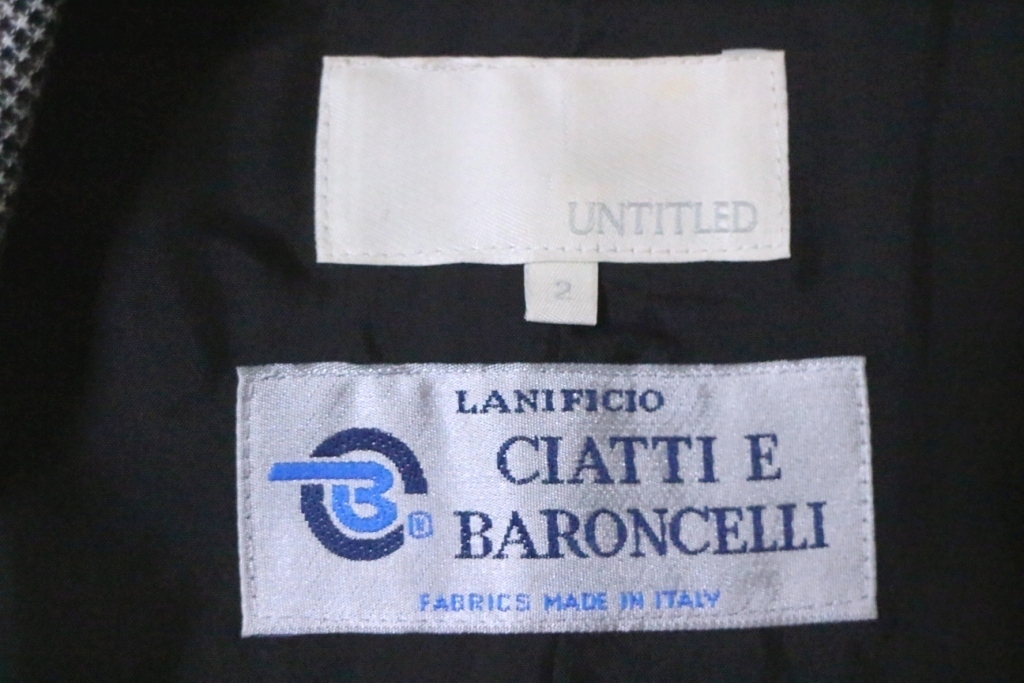 UNTITLED
2
LANIFICIO
CIATTI E
BARONCELLI
B ®
FABRICS MADE IN ITALY